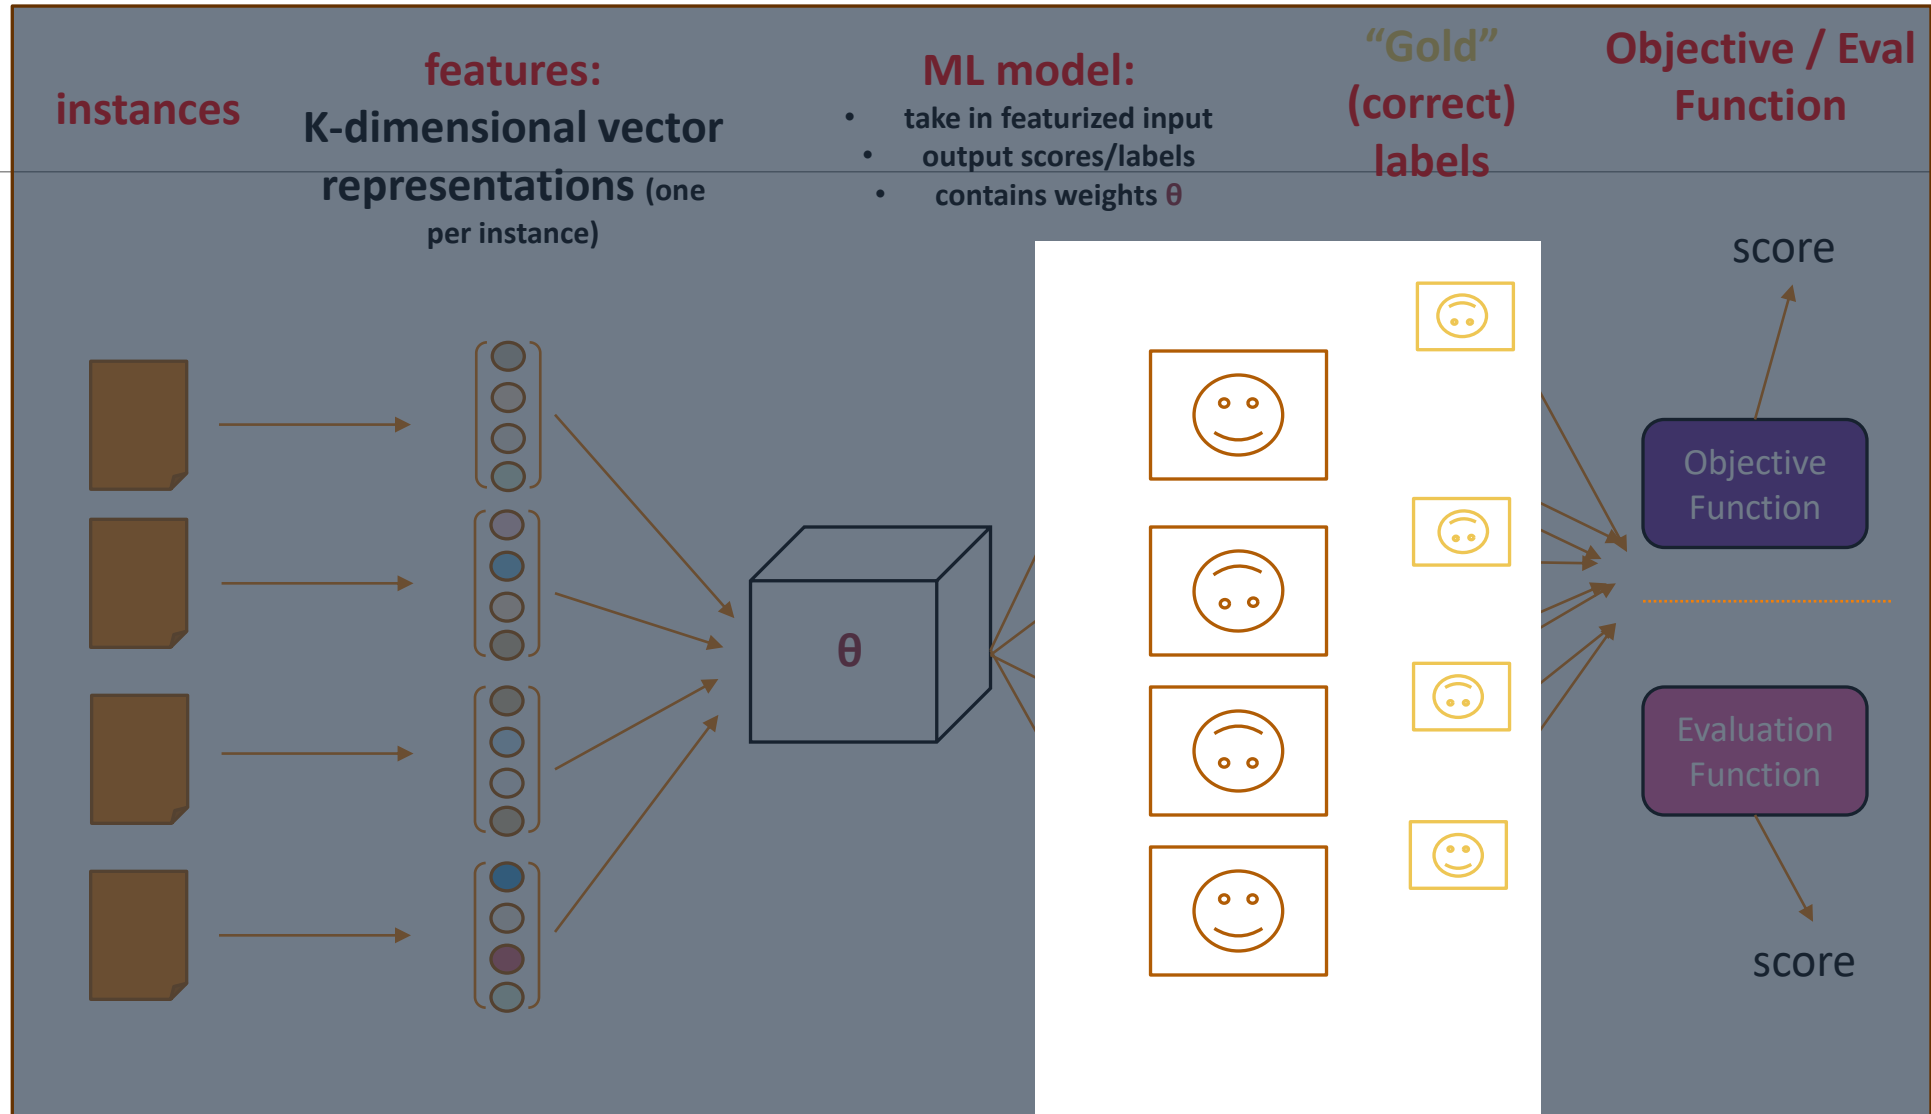 instances
features:
K-dimensional vector
representations (one
per instance)
ML model:
• take in featurized input
• output scores/labels
• contains weights θ
“Gold”
(correct)
labels
Objective / Eval
Function
score
Objective
Function
θ
Evaluation
Function
score